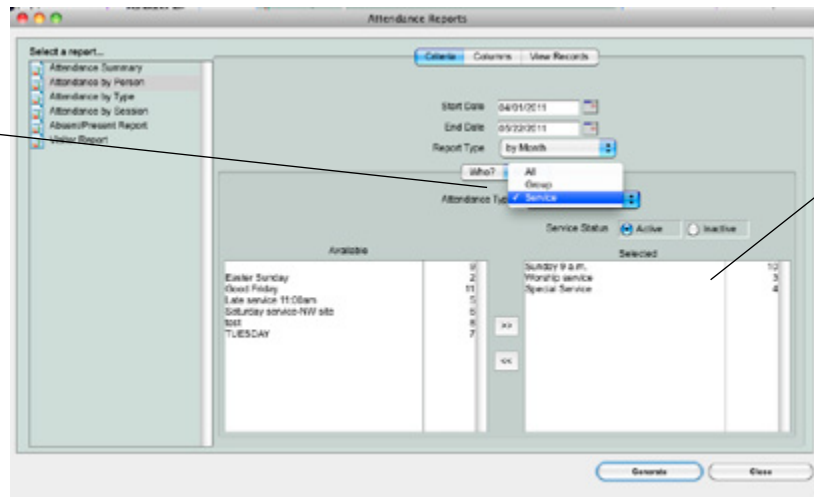 Attendance Reports
Select a report...
Attendance Summary
Attendance by Person
Attendance by Type
Attendance by Session
Absent/Present Report
Visitor Report
Criteria Columns View Records
Start Date 04/01/2011
End Date 05/22/2011
Report Type by Month
Who?
All
Group
Attendance ✓ Service
Service Status Active Inactive
Available
9
Easter Sunday 2
Good Friday 11
Late service 11:00am 5
Saturday service-NW site 6
test 8
TUESDAY 7
>>
<<
Selected
Sunday 9 a.m. 10
Worship service 3
Special Service 4
Generate Close